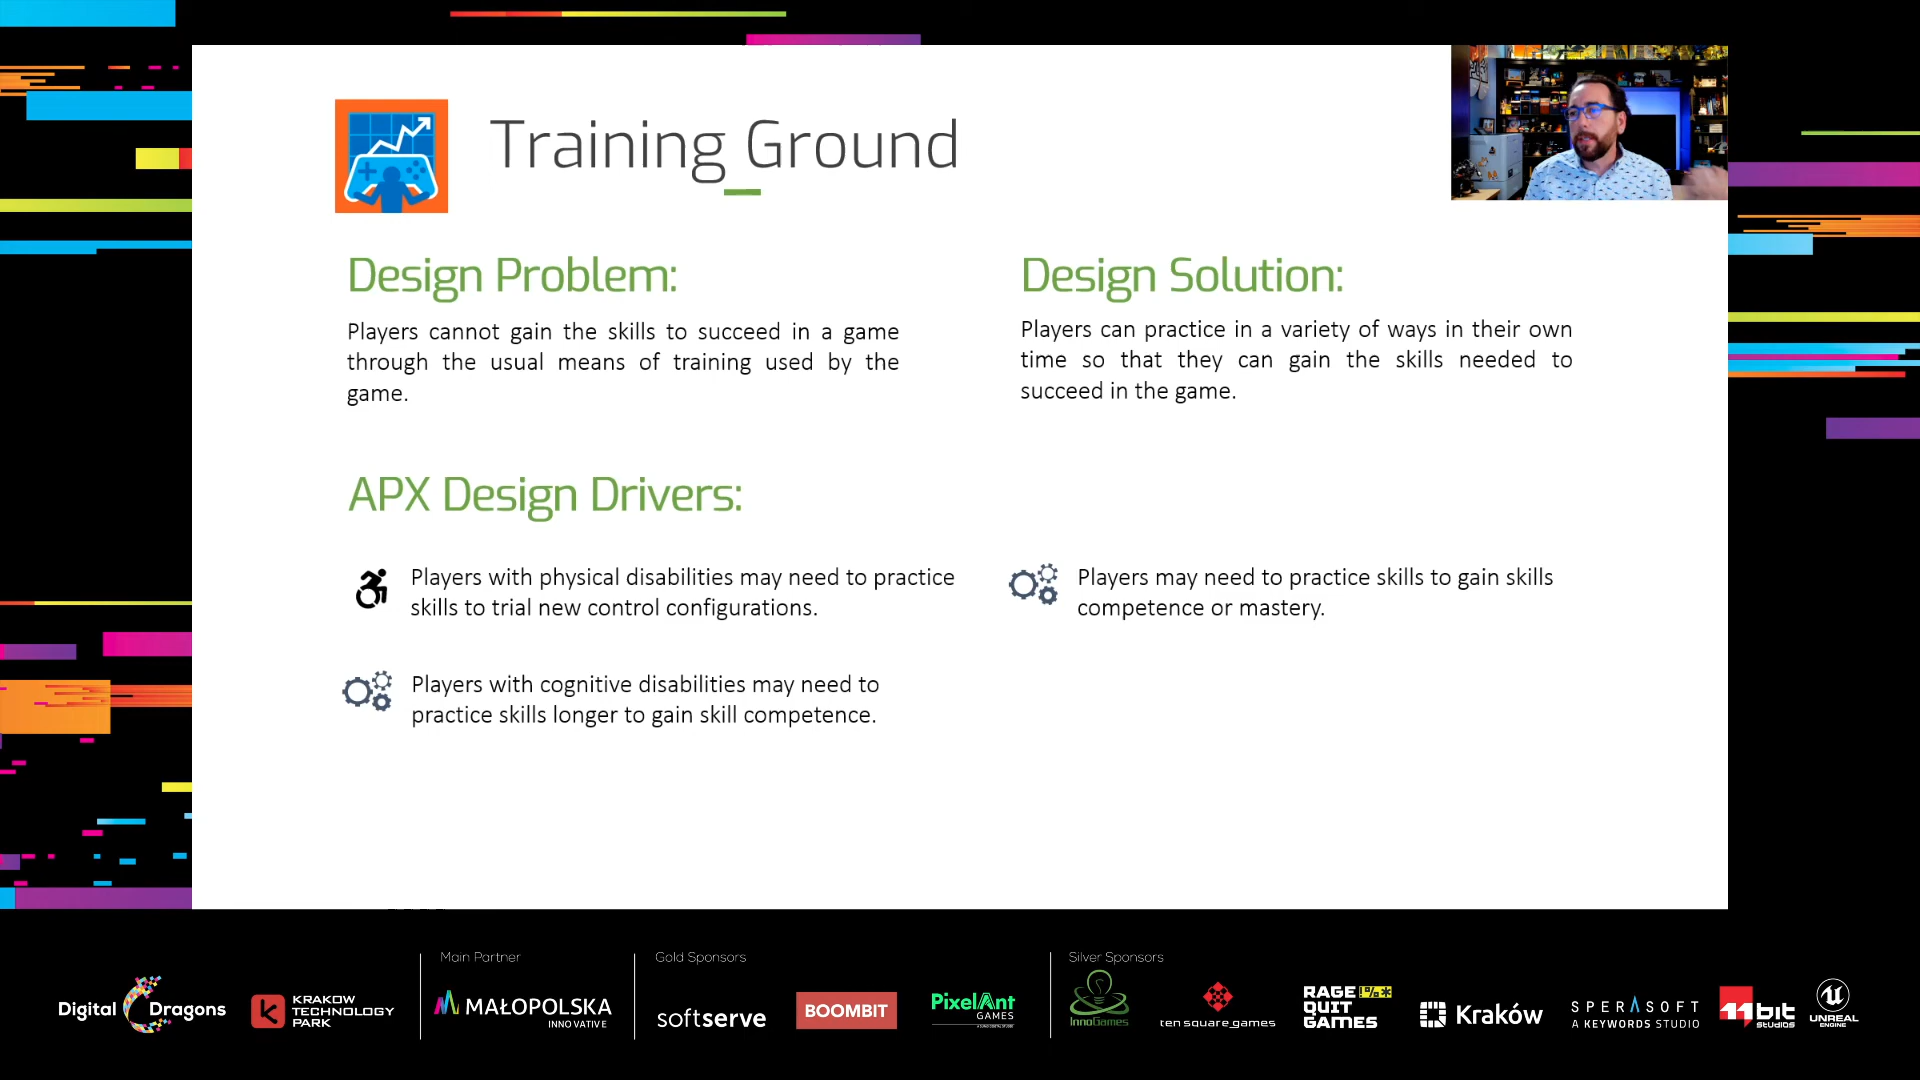 Training Ground
Design Problem:
Players cannot gain the skills to succeed in a game
through the usual means of training used by the
game.
Design Solution:
Players can practice in a variety of ways in their own
time so that they can gain the skills needed to
succeed in the game.
APX Design Drivers:
Players with physical disabilities may need to practice
skills to trial new control configurations.
Players may need to practice skills to gain skills
competence or mastery.
Players with cognitive disabilities may need to
practice skills longer to gain skill competence.
Main Partner
Gold Sponsors
Silver Sponsors
Digital Dragons
KRAKOW
TECHNOLOGY
PARK
MAŁOPOLSKA
INNOVATIVE
softserve
BOOMBIT
PixelAnt
GAMES
InnoGames
ten square games
RAGE !%*
QUIT
GAMES
Kraków
SPERASOFT
A KEYWORDS STUDIO
11bit
studios
UNREAL
ENGINE